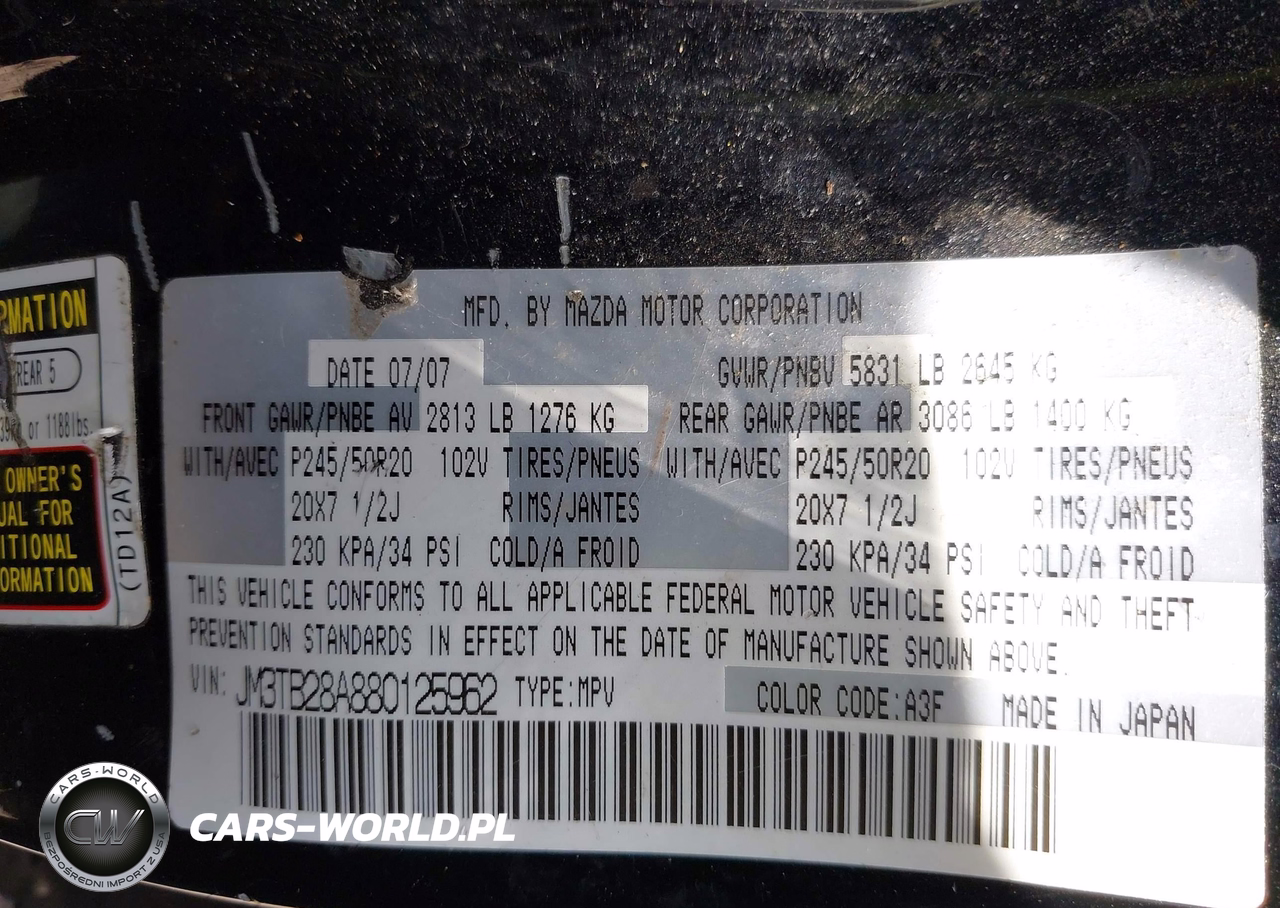 RMATION
REAR 5
or 1188lbs.
OWNER'S
UAL FOR
ITIONAL
ORMATION
(TD12A)
MFD. BY MAZDA MOTOR CORPORATION
DATE 07/07 GVWR/PNBV 5831 LB 2645 KG
FRONT GAWR/PNBE AV 2813 LB 1276 KG REAR GAWR/PNBE AR 3086 LB 1400 KG
WITH/AVEC P245/50R20 102V TIRES/PNEUS WITH/AVEC P245/50R20 102V TIRES/PNEUS
20X7 1/2J RIMS/JANTES 20X7 1/2J RIMS/JANTES
230 KPA/34 PSI COLD/A FROID 230 KPA/34 PSI COLD/A FROID
THIS VEHICLE CONFORMS TO ALL APPLICABLE FEDERAL MOTOR VEHICLE SAFETY AND THEFT
PREVENTION STANDARDS IN EFFECT ON THE DATE OF MANUFACTURE SHOWN ABOVE.
VIN: JM3TB28A880125962 TYPE:MPV COLOR CODE:A3F MADE IN JAPAN
CARS-WORLD
CW
BEZPOŚREDNI IMPORT Z USA
CARS-WORLD.PL